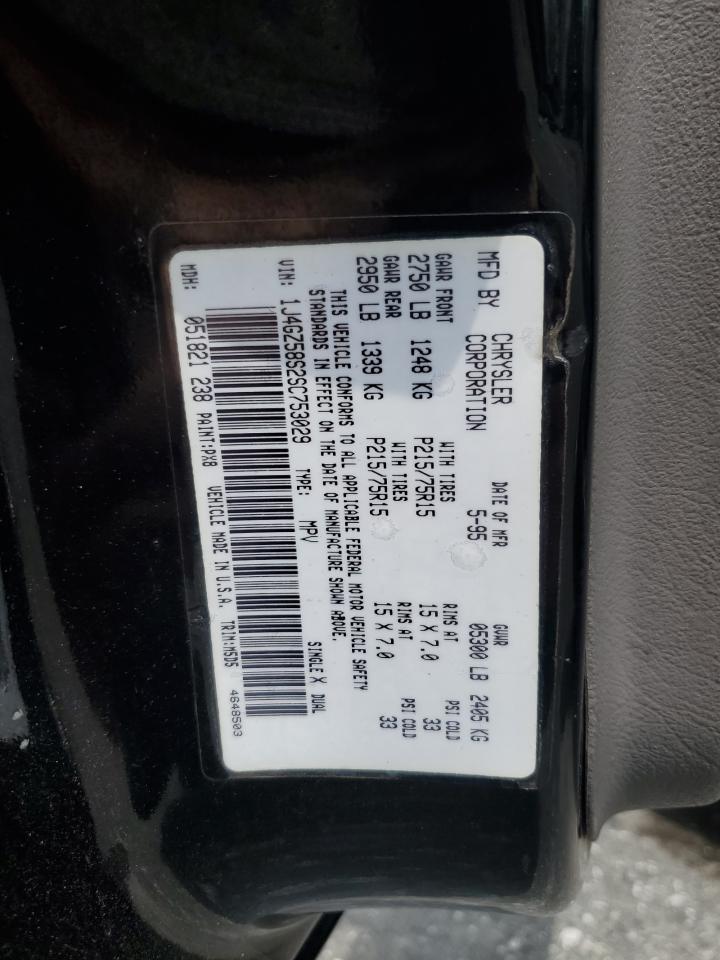 MFD BY CHRYSLER CORPORATION DATE OF MFR 5-95 GVWR 05300 LB 2405 KG
GAWR FRONT WITH TIRES RIMS AT PSI COLD
2750 LB 1248 KG P215/75R15 15 X 7.0 33
GAWR REAR WITH TIRES RIMS AT PSI COLD
2950 LB 1339 KG P215/75R15 15 X 7.0 33
THIS VEHICLE CONFORMS TO ALL APPLICABLE FEDERAL MOTOR VEHICLE SAFETY
STANDARDS IN EFFECT ON THE DATE OF MANUFACTURE SHOWN ABOVE.
VIN: 1J4GZ58S2SC753029 TYPE: MPV SINGLE X DUAL
MDH: 051821 238 PAINT:PX8 VEHICLE MADE IN U.S.A. TRIM:M5D5
4648503